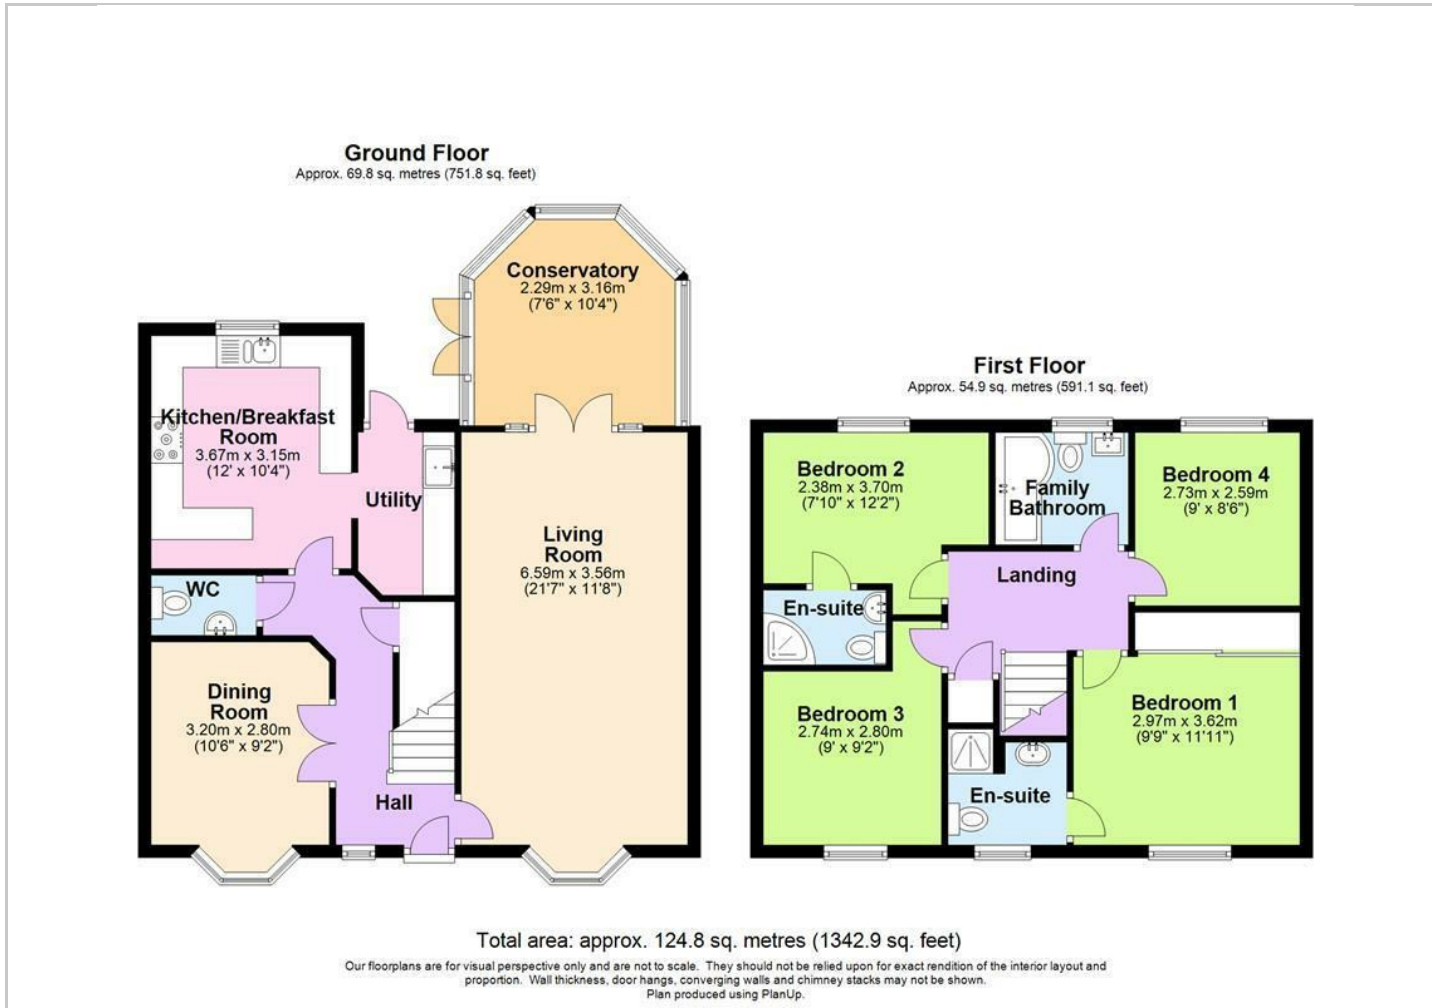 Ground Floor
Approx. 69.8 sq. metres (751.8 sq. feet)
Conservatory
2.29m x 3.16m
(7'6" x 10'4")
Kitchen/Breakfast
Room
3.67m x 3.15m
(12' x 10'4")
Utility
Living
Room
6.59m x 3.56m
(21'7" x 11'8")
WC
Dining
Room
3.20m x 2.80m
(10'6" x 9'2")
Hall
First Floor
Approx. 54.9 sq. metres (591.1 sq. feet)
Bedroom 2
2.38m x 3.70m
(7'10" x 12'2")
Family
Bathroom
Bedroom 4
2.73m x 2.59m
(9' x 8'6")
Landing
En-suite
Bedroom 3
2.74m x 2.80m
(9' x 9'2")
Bedroom 1
2.97m x 3.62m
(9'9" x 11'11")
En-suite
Total area: approx. 124.8 sq. metres (1342.9 sq. feet)
Our floorplans are for visual perspective only and are not to scale. They should not be relied upon for exact rendition of the interior layout and
proportion. Wall thickness, door hangs, converging walls and chimney stacks may not be shown.
Plan produced using PlanUp.